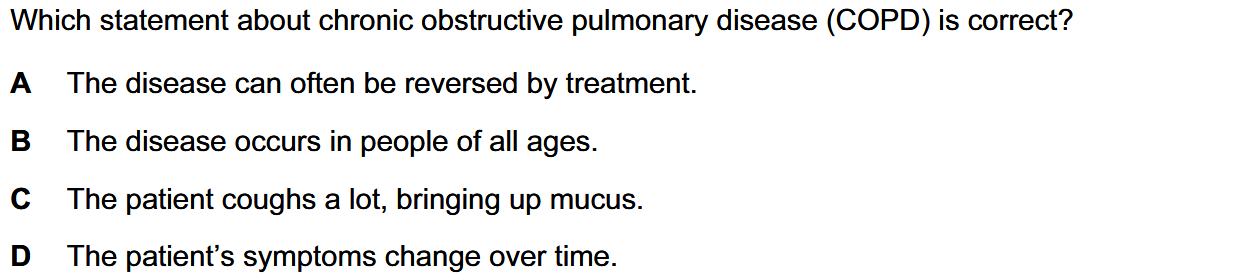 Which statement about chronic obstructive pulmonary disease (COPD) is correct?
A The disease can often be reversed by treatment.
B The disease occurs in people of all ages.
C The patient coughs a lot, bringing up mucus.
D The patient’s symptoms change over time.